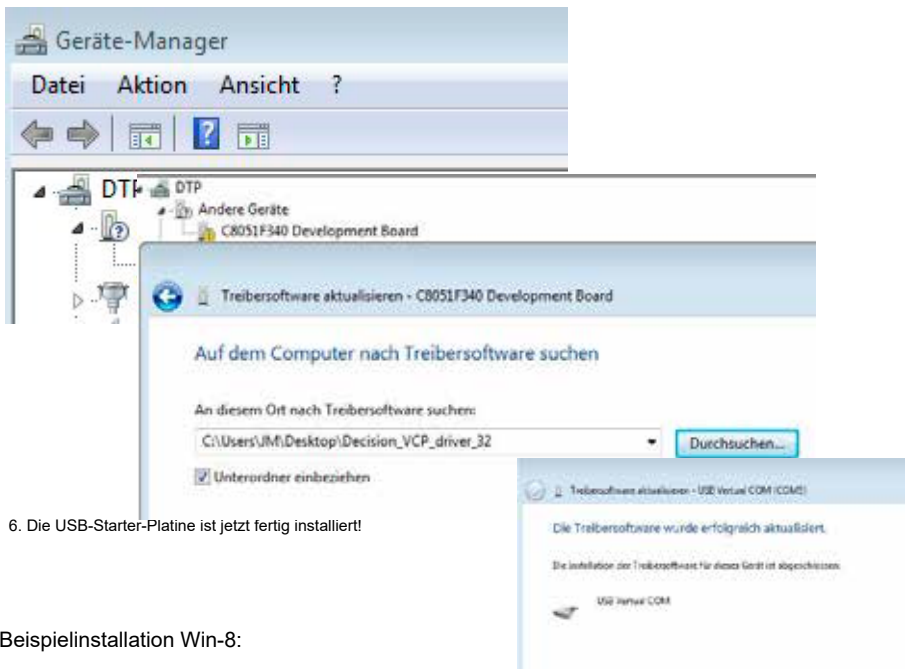 Geräte-Manager
Datei Aktion Ansicht ?
DTP
DTP
Andere Geräte
C8051F340 Development Board
Treibersoftware aktualisieren - C8051F340 Development Board
Auf dem Computer nach Treibersoftware suchen
An diesem Ort nach Treibersoftware suchen:
C:\Users\JM\Desktop\Decision_VCP_driver_32
Durchsuchen...
Unterordner einbeziehen
Treibersoftware aktualisieren - USB Virtual COM (COM5)
Die Treibersoftware wurde erfolgreich aktualisiert.
Die Installation der Treibersoftware für dieses Gerät ist abgeschlossen.
USB Virtual COM
6. Die USB-Starter-Platine ist jetzt fertig installiert!
Beispielinstallation Win-8: